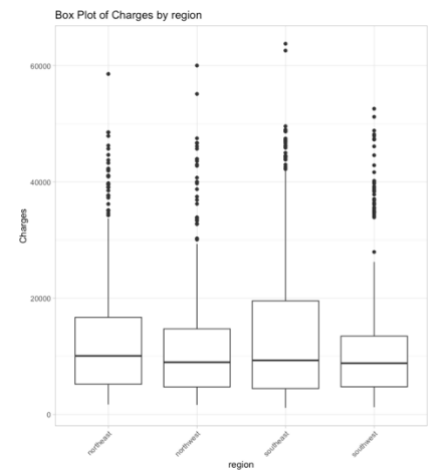 Box Plot of Charges by region
60000
40000
20000
0
Charges
northeast
northwest
southeast
southwest
region